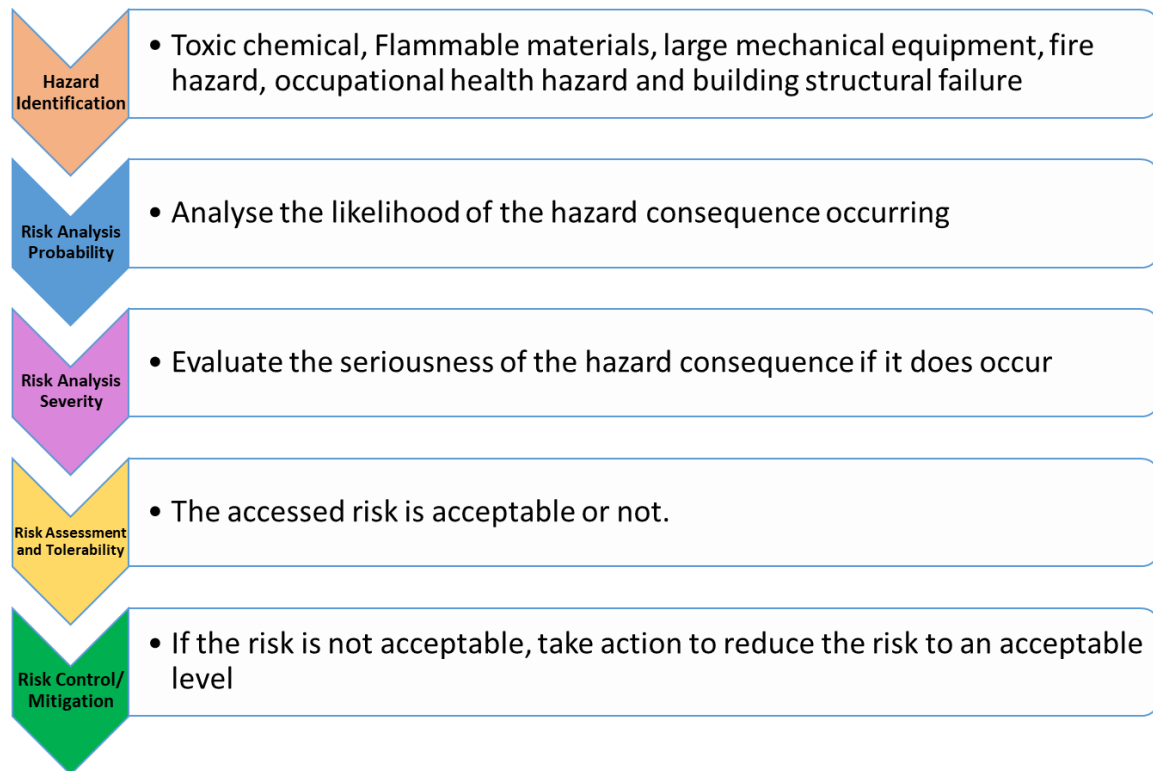 Hazard
Identification
• Toxic chemical, Flammable materials, large mechanical equipment, fire
hazard, occupational health hazard and building structural failure
Risk Analysis
Probability
• Analyse the likelihood of the hazard consequence occurring
Risk Analysis
Severity
• Evaluate the seriousness of the hazard consequence if it does occur
Risk Assessment
and Tolerability
• The accessed risk is acceptable or not.
Risk Control/
Mitigation
• If the risk is not acceptable, take action to reduce the risk to an acceptable
level